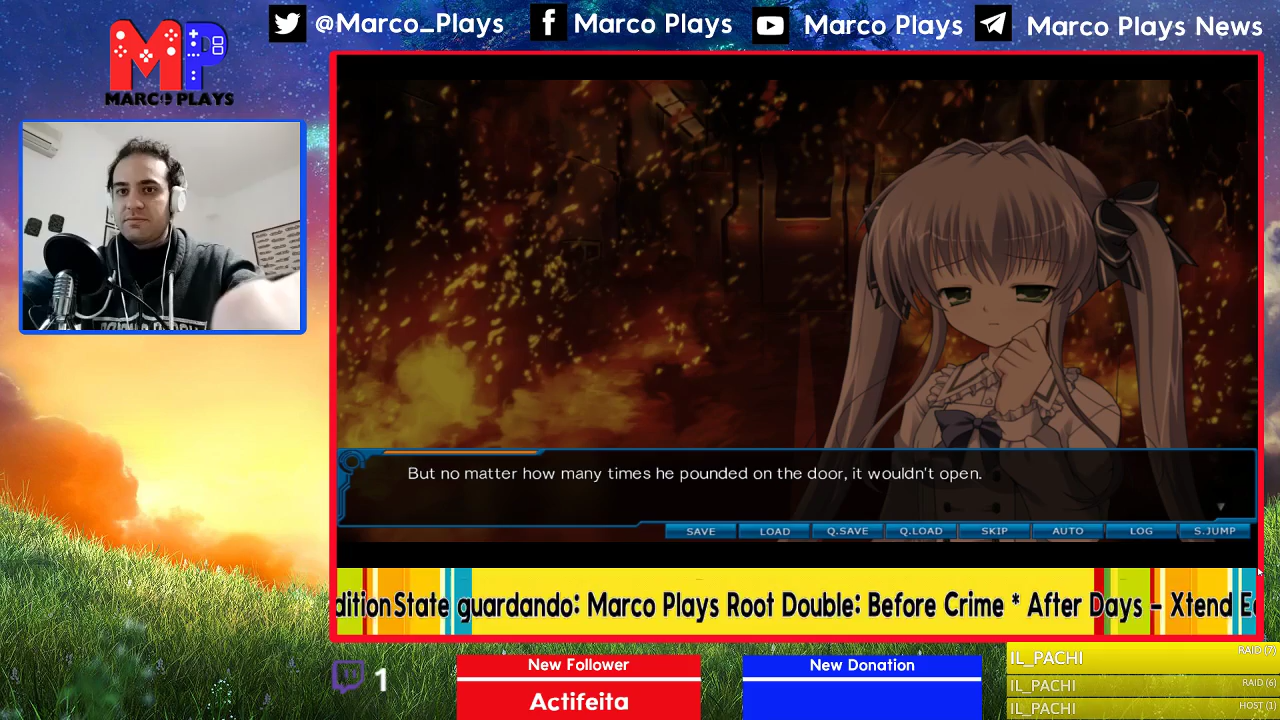 @Marco_Plays
Marco Plays
Marco Plays
Marco Plays News
MP
MARCO PLAYS
But no matter how many times he pounded on the door, it wouldn't open.
SAVE
LOAD
Q.SAVE
Q.LOAD
SKIP
AUTO
LOG
S.JUMP
ditionState guardando: Marco Plays Root Double: Before Crime * After Days - Xtend E
1
New Follower
Actifeita
New Donation
IL_PACHI RAID (7)
IL_PACHI RAID (6)
IL_PACHI HOST (1)